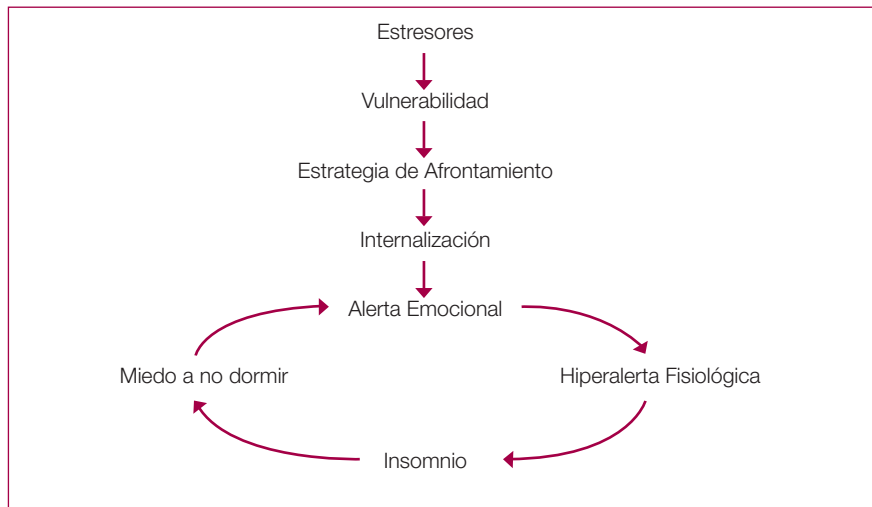 Estresores
Vulnerabilidad
Estrategia de Afrontamiento
Internalización
Alerta Emocional
Miedo a no dormir
Hiperalerta Fisiológica
Insomnio